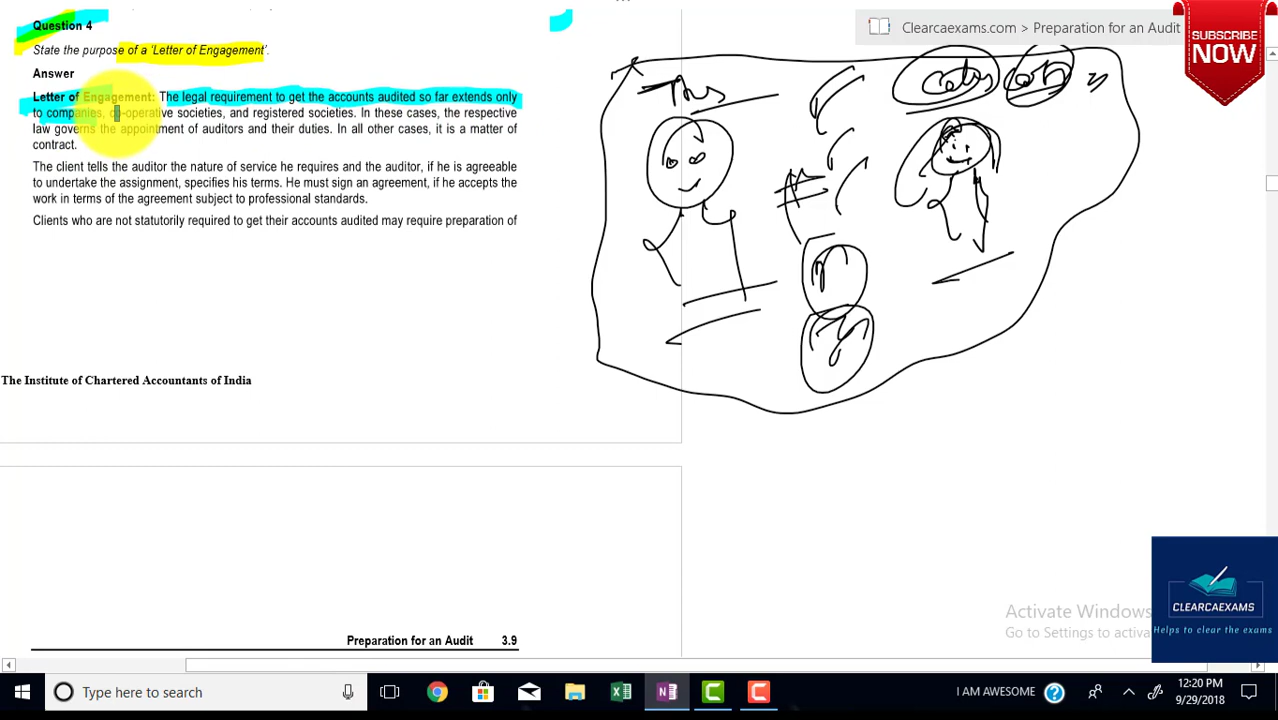 Question 4
State the purpose of a 'Letter of Engagement'.
Answer
Letter of Engagement: The legal requirement to get the accounts audited so far extends only
to companies, co-operative societies, and registered societies. In these cases, the respective
law governs the appointment of auditors and their duties. In all other cases, it is a matter of
contract.
The client tells the auditor the nature of service he requires and the auditor, if he is agreeable
to undertake the assignment, specifies his terms. He must sign an agreement, if he accepts the
work in terms of the agreement subject to professional standards.
Clients who are not statutorily required to get their accounts audited may require preparation of
The Institute of Chartered Accountants of India
Preparation for an Audit 3.9
Clearcaexams.com > Preparation for an Audit
SUBSCRIBE
NOW
Activate Windows
Go to Settings to activa
CLEARCAEXAMS
Helps to clear the exams
Type here to search
I AM AWESOME
12:20 PM
9/29/2018